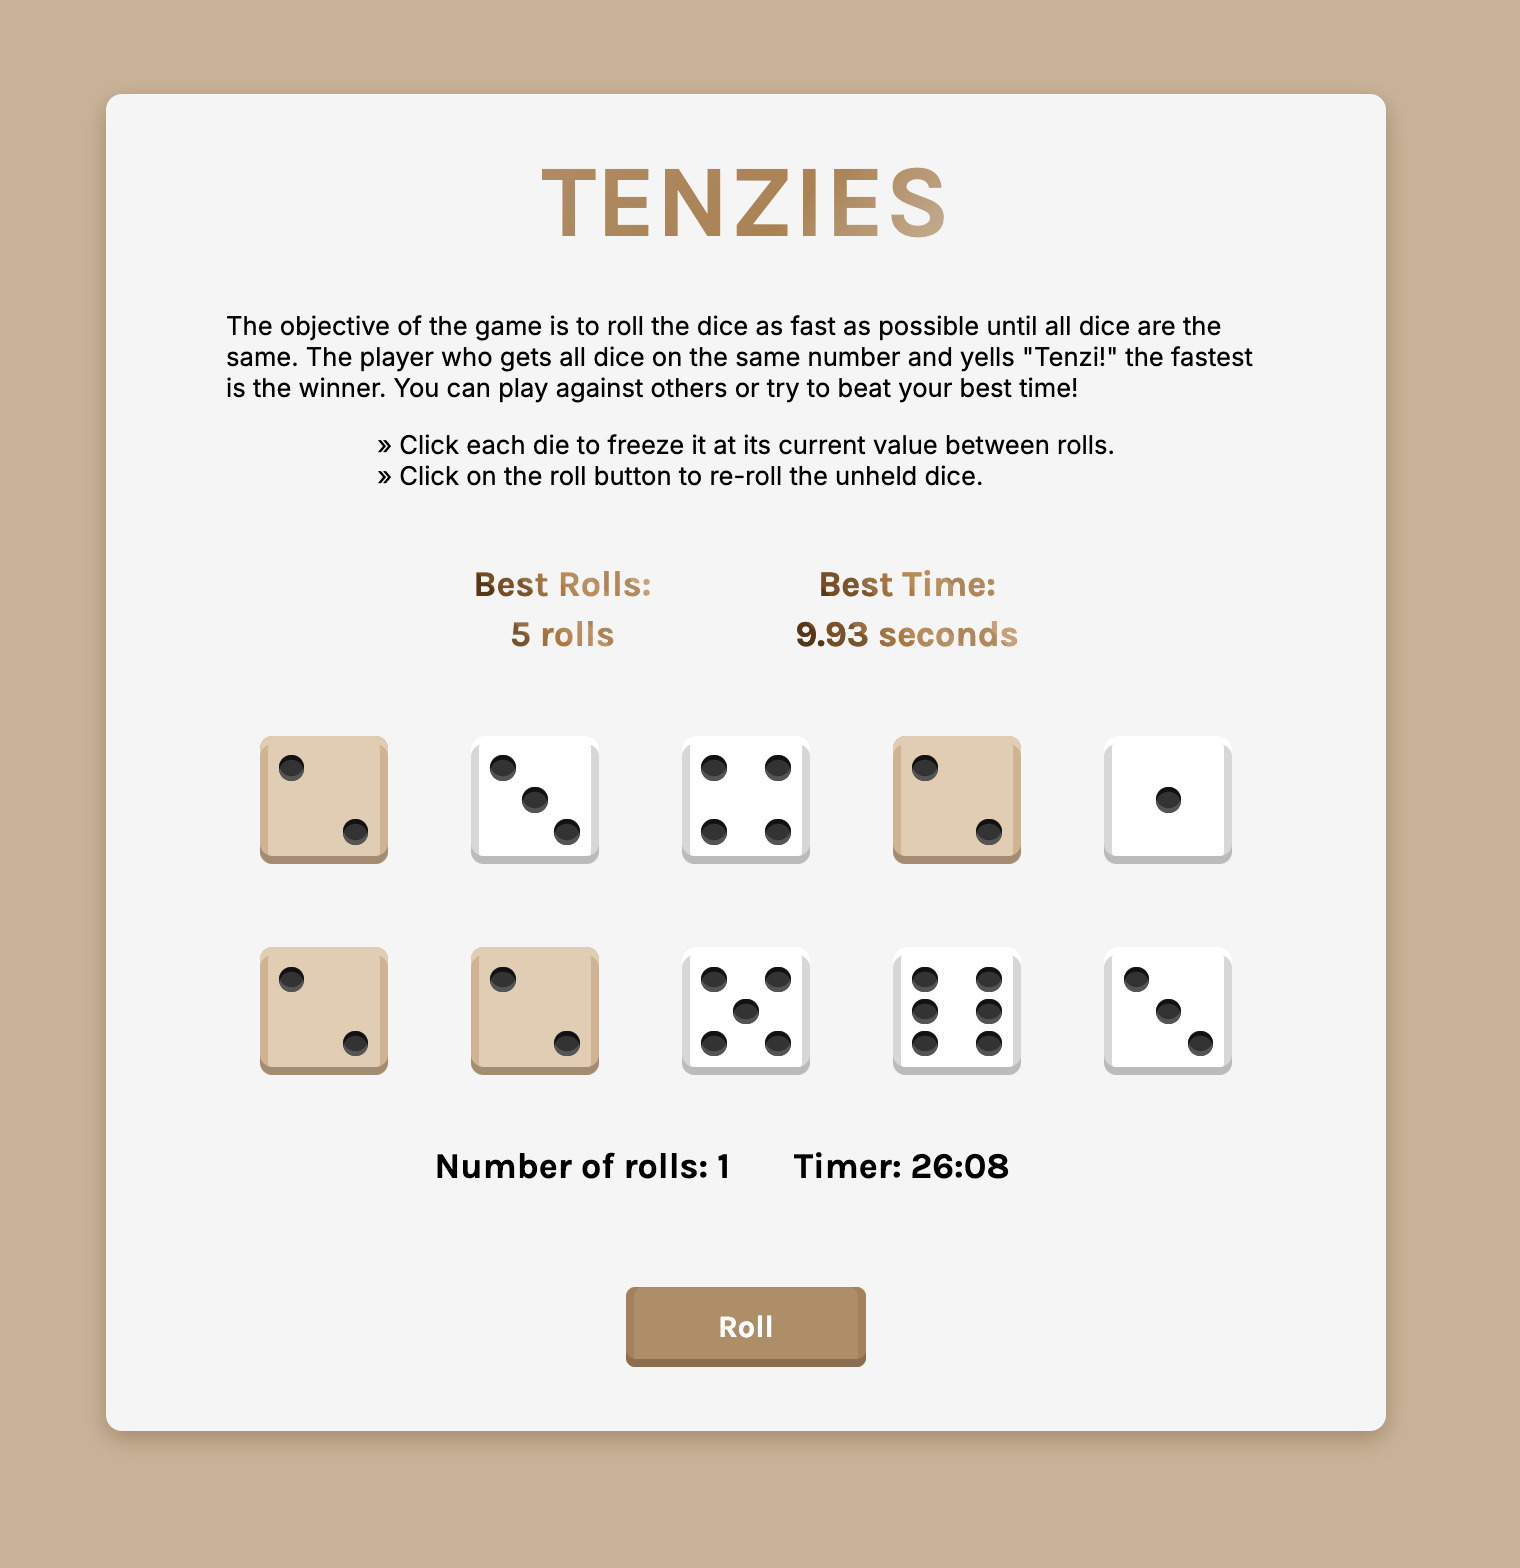 TENZIES
The objective of the game is to roll the dice as fast as possible until all dice are the
same. The player who gets all dice on the same number and yells "Tenzi!" the fastest
is the winner. You can play against others or try to beat your best time!
» Click each die to freeze it at its current value between rolls.
» Click on the roll button to re-roll the unheld dice.
Best Rolls:
5 rolls
Best Time:
9.93 seconds
Number of rolls: 1
Timer: 26:08
Roll